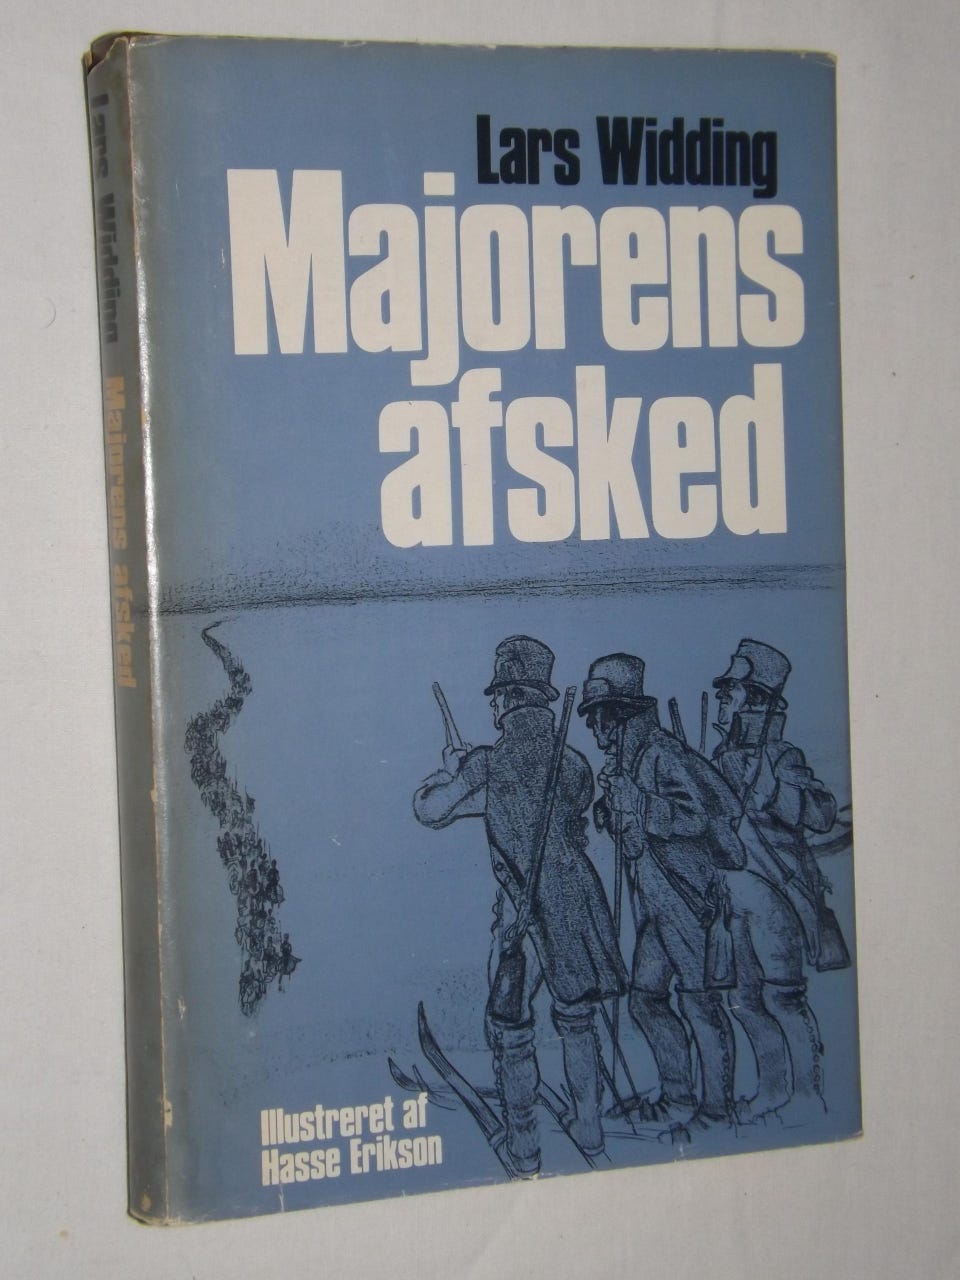 Lars Widding
Majorens
afsked
Illustreret af
Hasse Erikson
Lars Widding Majorens afsked